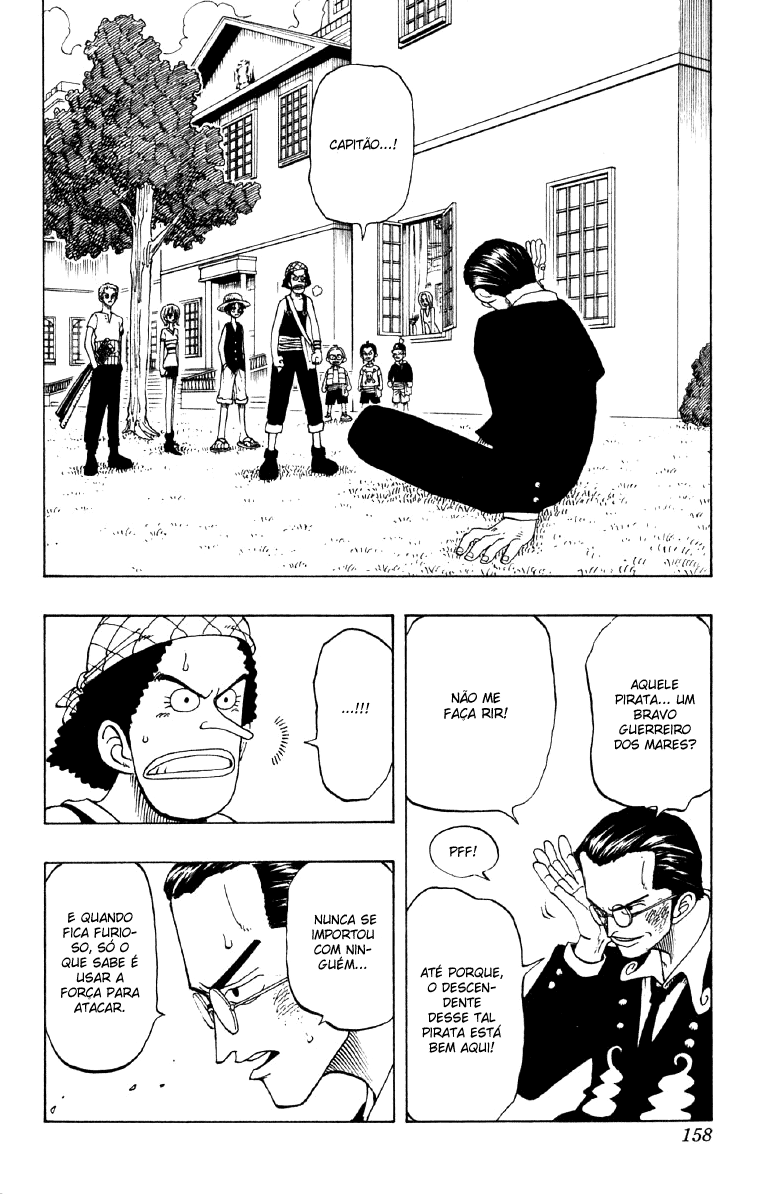 CAPITÃO...!
AQUELE
PIRATA... UM
BRAVO
GUERREIRO
DOS MARES?
NÃO ME
FAÇA RIR!
PFF!
ATÉ PORQUE,
O DESCEN-
DENTE
DESSE TAL
PIRATA ESTÁ
BEM AQUI!
...!!!
NUNCA SE
IMPORTOU
COM NIN-
GUÉM...
E QUANDO
FICA FURIO-
SO, SÓ O
QUE SABE É
USAR A
FORÇA PARA
ATACAR.
158